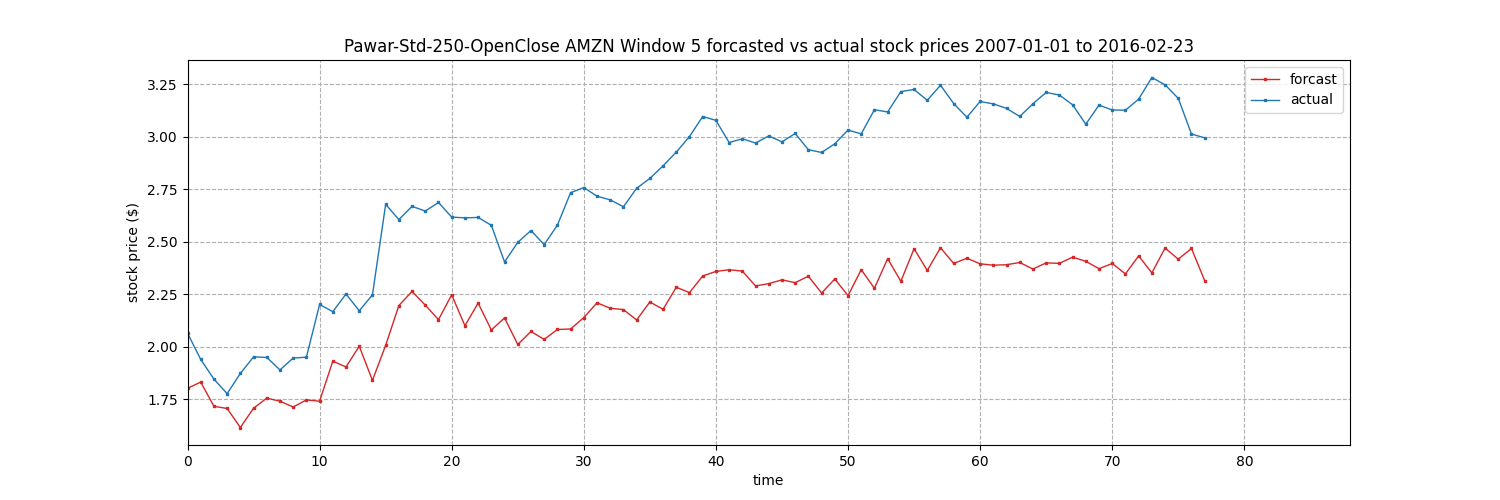 Pawar-Std-250-OpenClose AMZN Window 5 forcasted vs actual stock prices 2007-01-01 to 2016-02-23
forcast
actual
stock price ($)
3.25
3.00
2.75
2.50
2.25
2.00
1.75
0 10 20 30 40 50 60 70 80
time